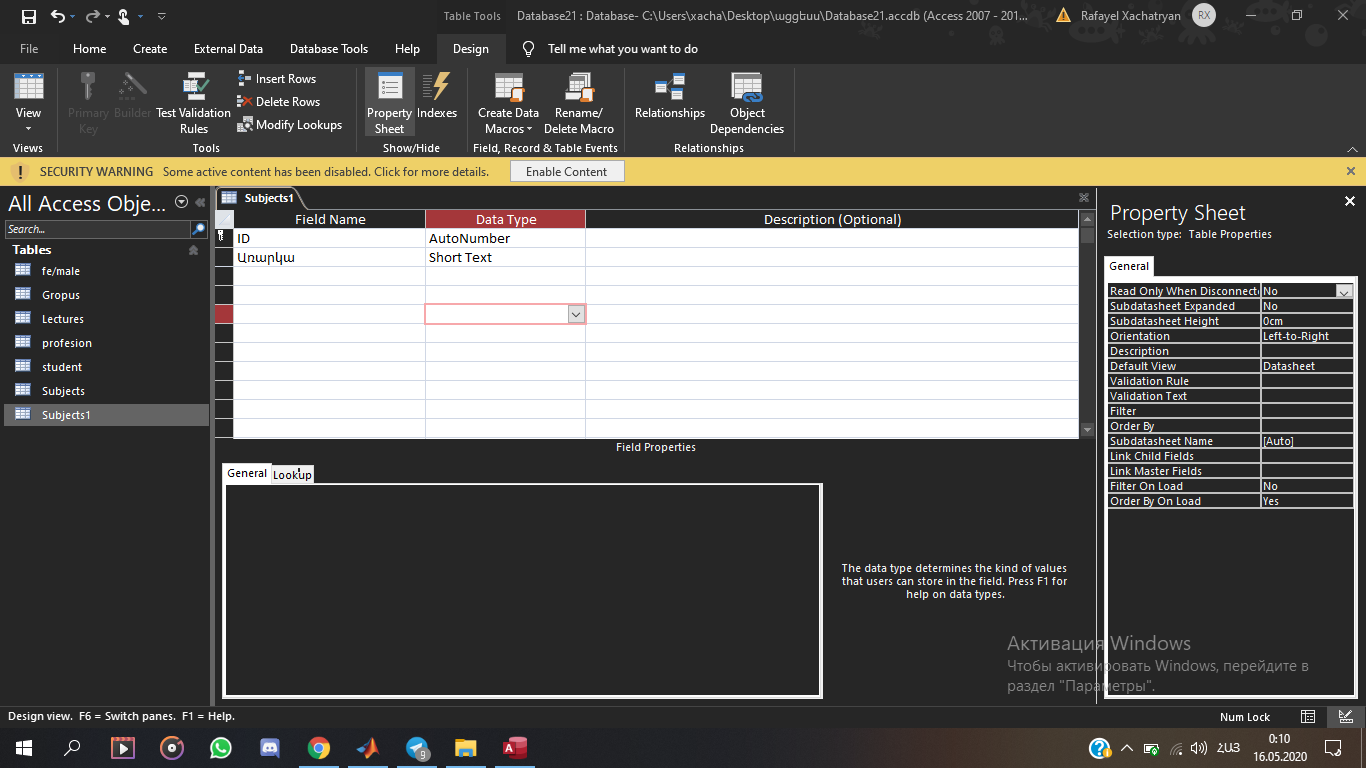 Table Tools
Database21 : Database- C:\Users\xacha\Desktop\աggեuu\Database21.accdb (Access 2007 - 201...
Rafayel Xachatryan
RX
File
Home
Create
External Data
Database Tools
Help
Design
Tell me what you want to do
View
Views
Primary Key
Builder
Test Validation Rules
Insert Rows
Delete Rows
Modify Lookups
Tools
Property Sheet
Indexes
Show/Hide
Create Data Macros
Rename/ Delete Macro
Field, Record & Table Events
Relationships
Object Dependencies
Relationships
SECURITY WARNING Some active content has been disabled. Click for more details.
Enable Content
All Access Obje...
Search...
Tables
fe/male
Gropus
Lectures
profesion
student
Subjects
Subjects1
Subjects1
Field Name Data Type Description (Optional)
ID AutoNumber
Առարկա Short Text
Field Properties
General Lookup
The data type determines the kind of values
that users can store in the field. Press F1 for
help on data types.
Property Sheet
Selection type: Table Properties
General
Read Only When Disconnect No
Subdatasheet Expanded No
Subdatasheet Height 0cm
Orientation Left-to-Right
Description
Default View Datasheet
Validation Rule
Validation Text
Filter
Order By
Subdatasheet Name [Auto]
Link Child Fields
Link Master Fields
Filter On Load No
Order By On Load Yes
Активация Windows
Чтобы активировать Windows, перейдите в
раздел "Параметры".
Design view. F6 = Switch panes. F1 = Help.
Num Lock
9
ՀԱՅ
0:10
16.05.2020